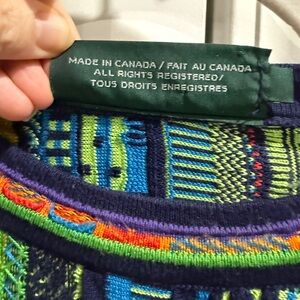 MADE IN CANADA / FAIT AU CANADA
ALL RIGHTS REGISTERED/
TOUS DROITS ENREGISTRES